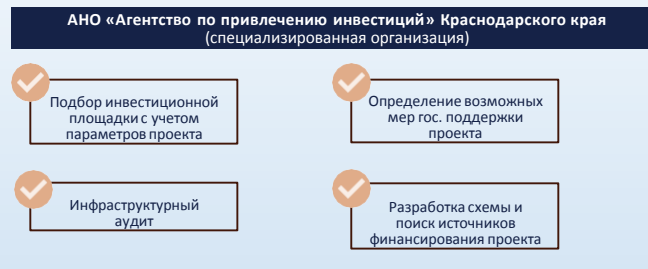 АНО «Агентство по привлечению инвестиций» Краснодарского края
(специализированная организация)
Подбор инвестиционной
площадки с учетом
параметров проекта
Определение возможных
мер гос. поддержки
проекта
Инфраструктурный
аудит
Разработка схемы и
поиск источников
финансирования проекта